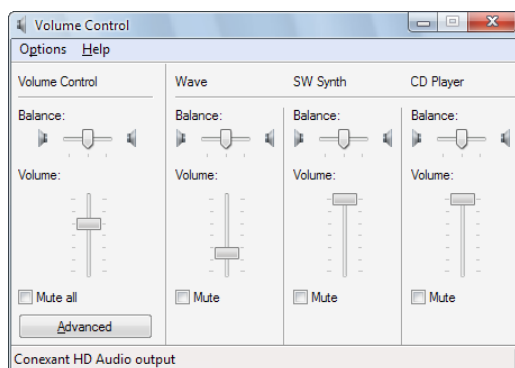 Volume Control
Options Help
Volume Control Wave SW Synth CD Player
Balance: Balance: Balance: Balance:
Volume: Volume: Volume: Volume:
Mute all Mute Mute Mute
Advanced
Conexant HD Audio output